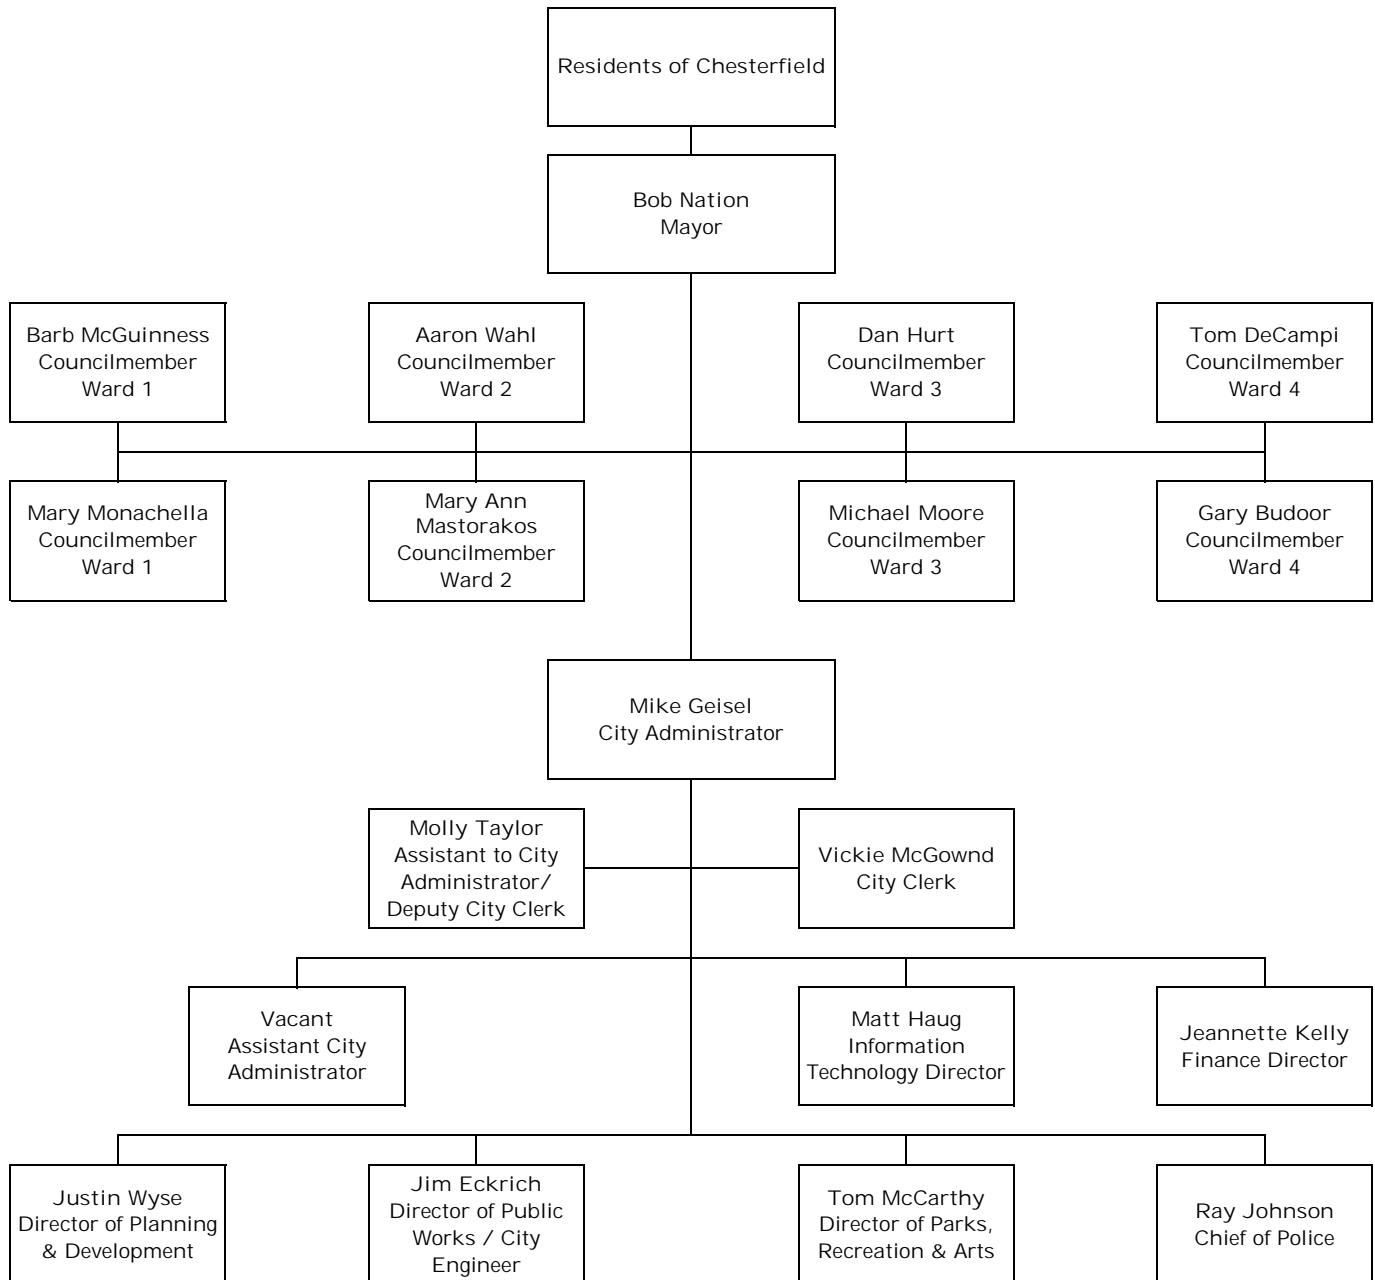 Residents of Chesterfield
Bob Nation
Mayor
Barb McGuinness
Councilmember
Ward 1
Aaron Wahl
Councilmember
Ward 2
Dan Hurt
Councilmember
Ward 3
Tom DeCampi
Councilmember
Ward 4
Mary Monachella
Councilmember
Ward 1
Mary Ann
Mastorakos
Councilmember
Ward 2
Michael Moore
Councilmember
Ward 3
Gary Budoor
Councilmember
Ward 4
Mike Geisel
City Administrator
Molly Taylor
Assistant to City
Administrator/
Deputy City Clerk
Vickie McGownd
City Clerk
Vacant
Assistant City
Administrator
Matt Haug
Information
Technology Director
Jeannette Kelly
Finance Director
Justin Wyse
Director of Planning
& Development
Jim Eckrich
Director of Public
Works / City
Engineer
Tom McCarthy
Director of Parks,
Recreation & Arts
Ray Johnson
Chief of Police